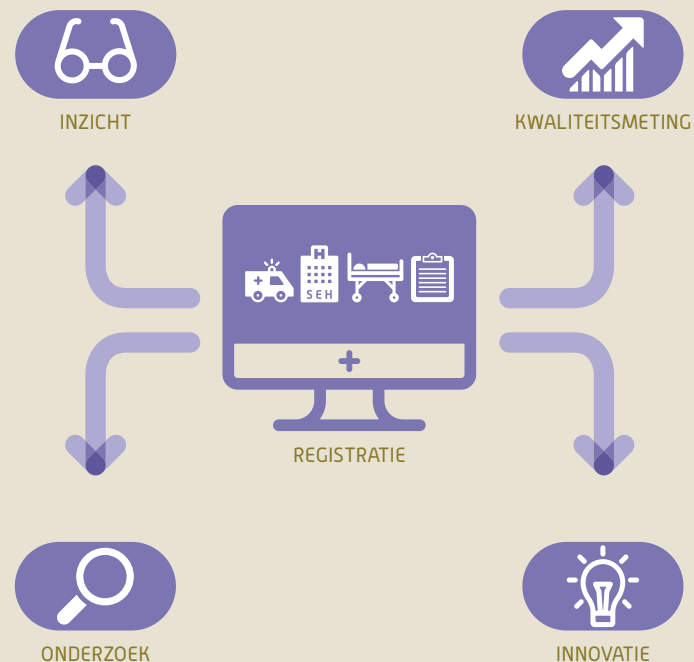 INZICHT
KWALITEITSMETING
H
SEH
REGISTRATIE
ONDERZOEK
INNOVATIE